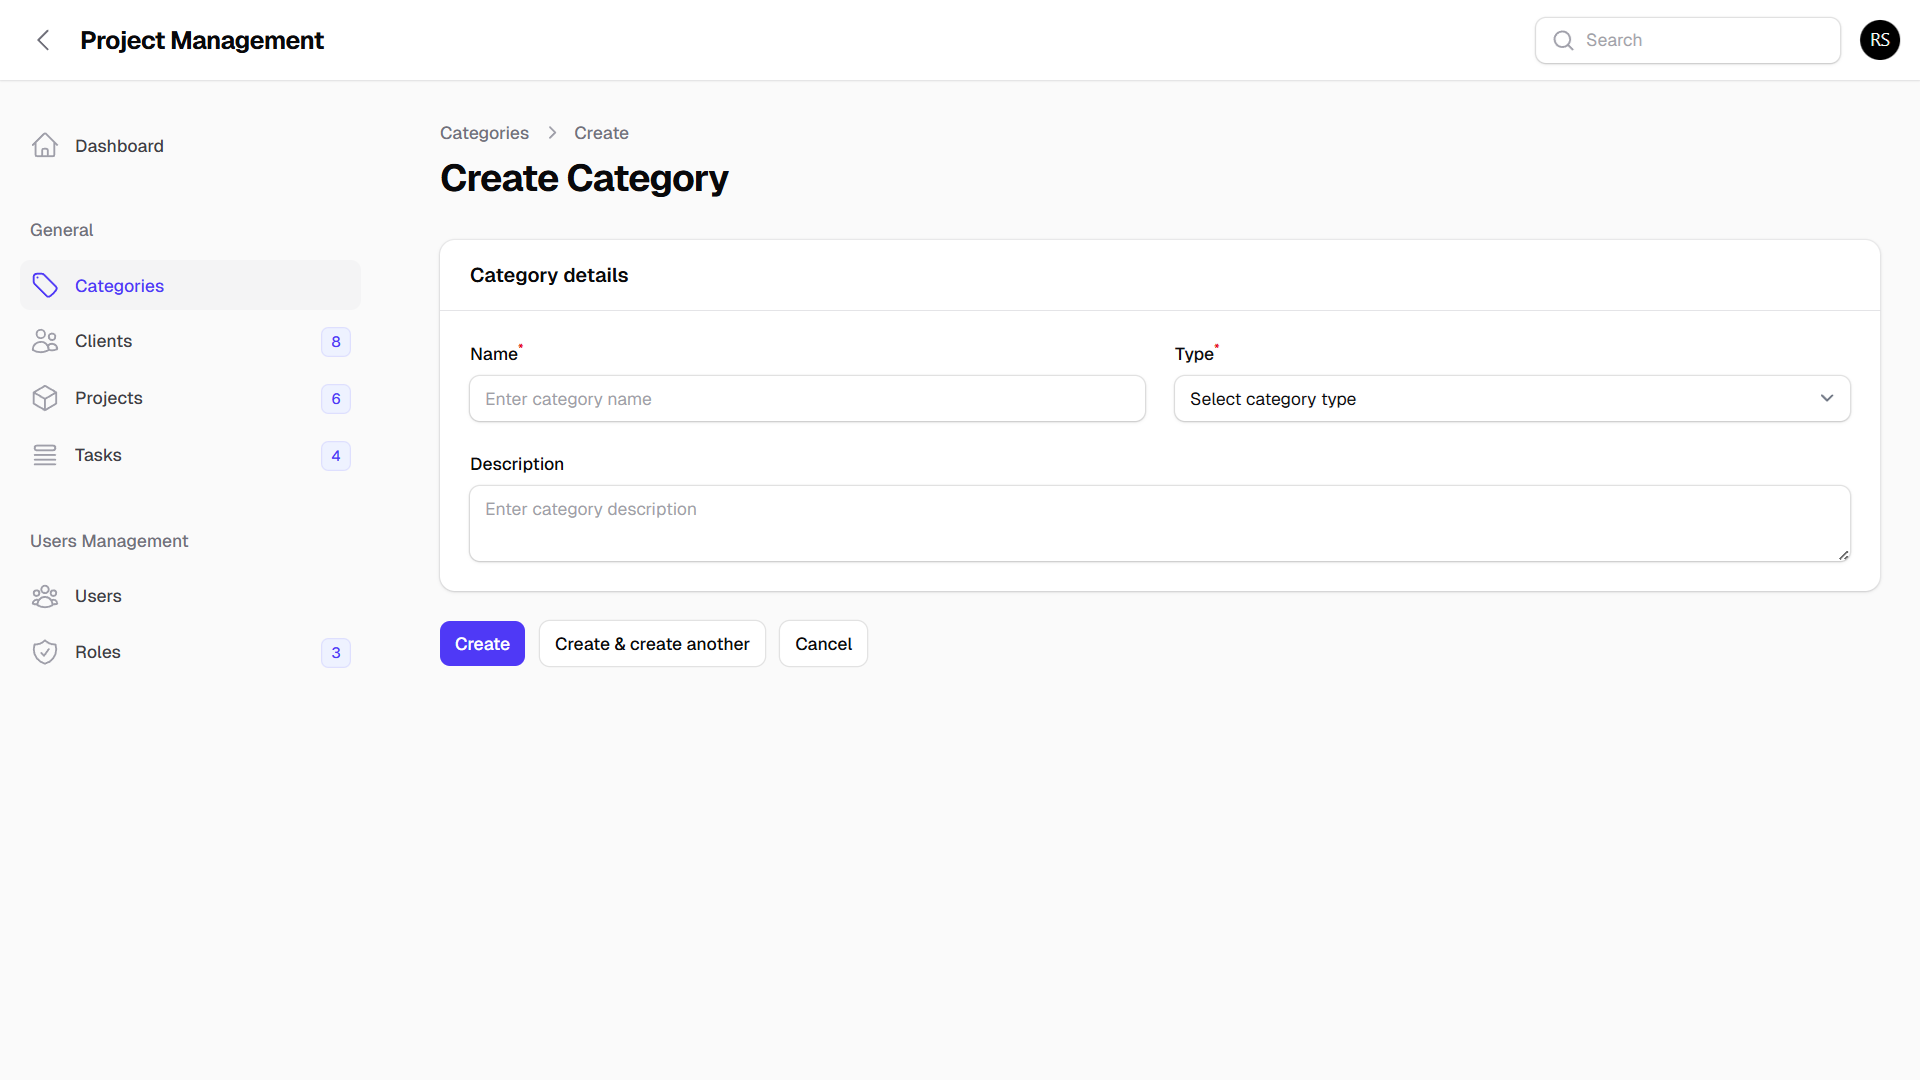 Project Management
Search
RS
Dashboard
General
Categories
Clients 8
Projects 6
Tasks 4
Users Management
Users
Roles 3
Categories > Create
Create Category
Category details
Name*
Enter category name
Type*
Select category type
Description
Enter category description
Create
Create & create another
Cancel